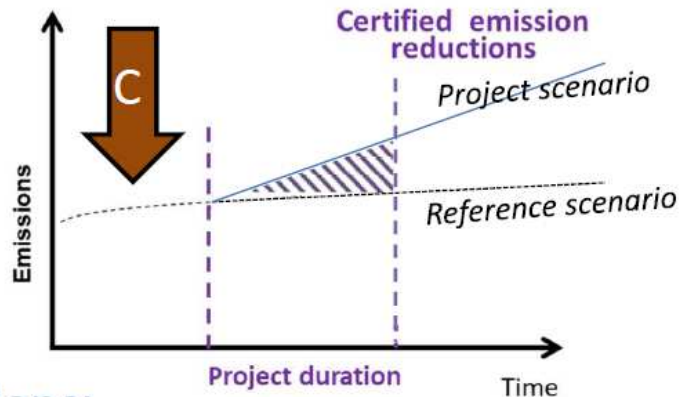 Certified emission
reductions
C
Project scenario
Reference scenario
Emissions
Project duration
Time